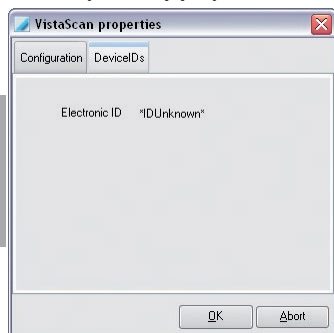 VistaScan properties
Configuration DeviceIDs
Electronic ID *IDUnknown*
OK Abort